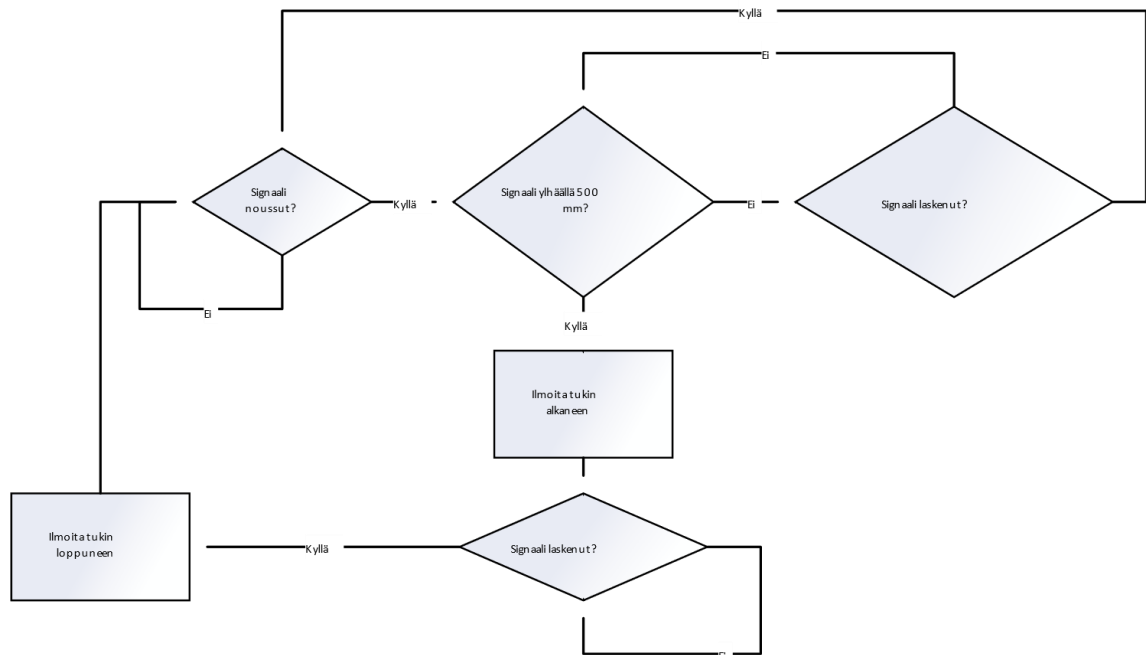 Kyllä
Ei
Signaali
noussut?
Kyllä
Signaali ylhäällä 500
mm?
Ei
Signaali laskenut?
Ei
Kyllä
Ilmoita tukin
alkaneen
Ilmoita tukin
loppuneen
Kyllä
Signaali laskenut?
Ei